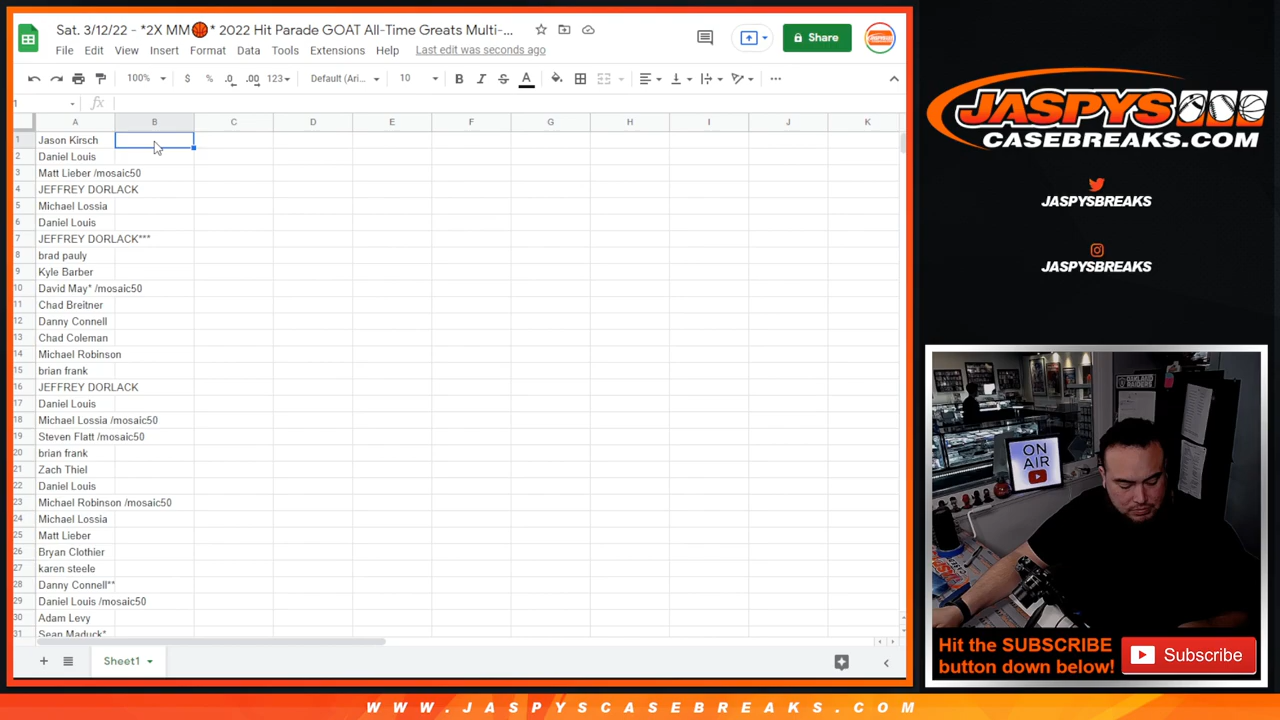 Sat. 3/12/22 - *2X MM🏀* 2022 Hit Parade GOAT All-Time Greats Multi-...
File Edit View Insert Format Data Tools Extensions Help Last edit was seconds ago
Share
100% $ % .0 .00 123 Default (Ari... 10 B I S A
1 fx
A B C D E F G H I J K
1 Jason Kirsch
2 Daniel Louis
3 Matt Lieber /mosaic50
4 JEFFREY DORLACK
5 Michael Lossia
6 Daniel Louis
7 JEFFREY DORLACK***
8 brad pauly
9 Kyle Barber
10 David May* /mosaic50
11 Chad Breitner
12 Danny Connell
13 Chad Coleman
14 Michael Robinson
15 brian frank
16 JEFFREY DORLACK
17 Daniel Louis
18 Michael Lossia /mosaic50
19 Steven Flatt /mosaic50
20 brian frank
21 Zach Thiel
22 Daniel Louis
23 Michael Robinson /mosaic50
24 Michael Lossia
25 Matt Lieber
26 Bryan Clothier
27 karen steele
28 Danny Connell**
29 Daniel Louis /mosaic50
30 Adam Levy
31 Sean Maduck*
Sheet1
JASPYS
CASEBREAKS.COM
JASPYSBREAKS
JASPYSBREAKS
OAKLAND
RAIDERS
ON
AIR
Hit the SUBSCRIBE
button down below!
Subscribe
WWW.JASPYSCASEBREAKS.COM